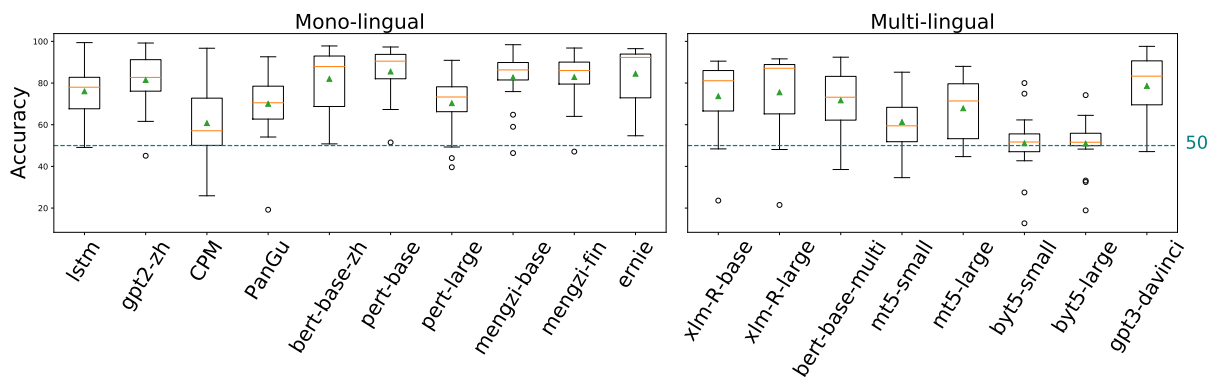 Mono-lingual
Multi-lingual
Accuracy
100
80
60
40
20
50
lstm
gpt2-zh
CPM
PanGu
bert-base-zh
pert-base
pert-large
mengzi-base
mengzi-fin
ernie
xlm-R-base
xlm-R-large
bert-base-multi
mt5-small
mt5-large
byt5-small
byt5-large
gpt3-davinci